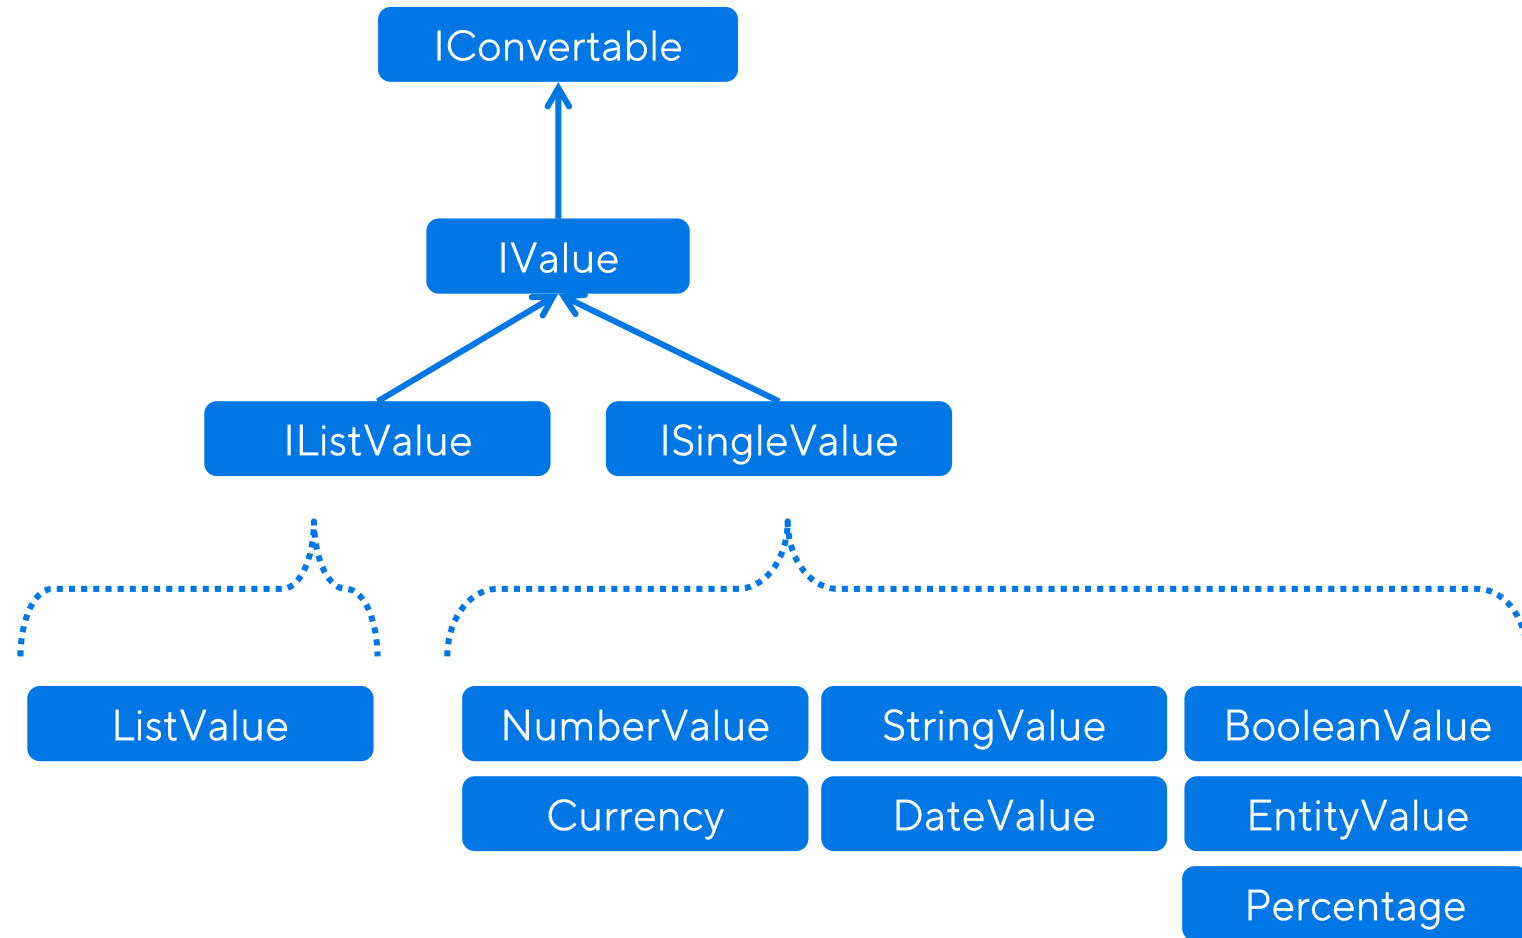 IConvertable
IValue
IListValue
ISingleValue
ListValue
NumberValue
StringValue
BooleanValue
Currency
DateValue
EntityValue
Percentage